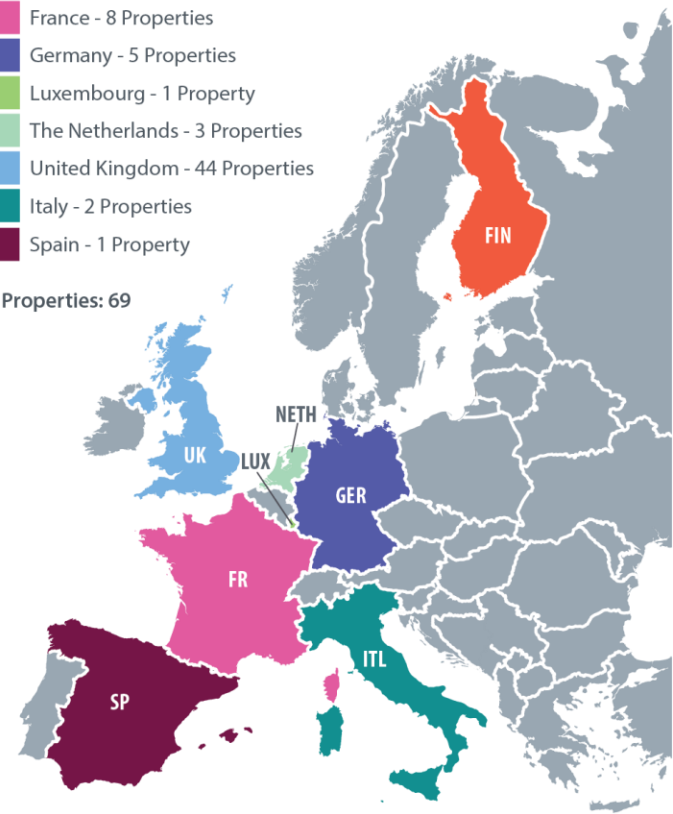 France - 8 Properties
Germany - 5 Properties
Luxembourg - 1 Property
The Netherlands - 3 Properties
United Kingdom - 44 Properties
Italy - 2 Properties
Spain - 1 Property
Properties: 69
FIN
NETH
UK
LUX
GER
FR
ITL
SP